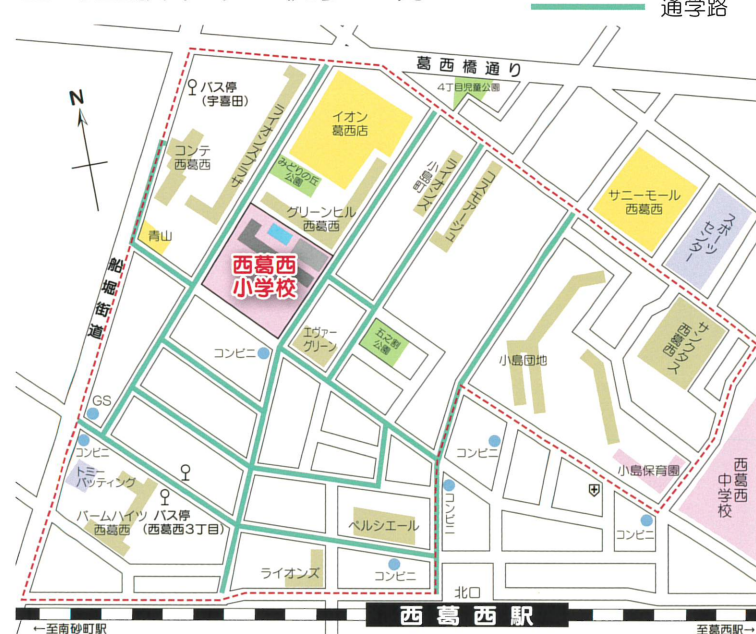 通学路
葛西橋通り
4丁目児童公園
バス停
(宇喜田)
N
ライオンズプラザ
イオン
葛西店
コンテ
西葛西
みどりの丘
公園
ライオンズ
小島町
コスモアージュ
サニーモール
西葛西
スポーツ
センター
グリーンヒル
西葛西
青山
西葛西
小学校
船堀街道
エヴァー
グリーン
五之割
公園
コンビニ
サンクタス
西葛西
小島団地
GS
コンビニ
コンビニ
トミー
バッティング
小島保育園
西葛西
中学校
コンビニ
パームハイツ
西葛西
バス停
(西葛西3丁目)
ベルシエール
コンビニ
ライオンズ
コンビニ
北口
西葛西駅
←至南砂町駅
至葛西駅→